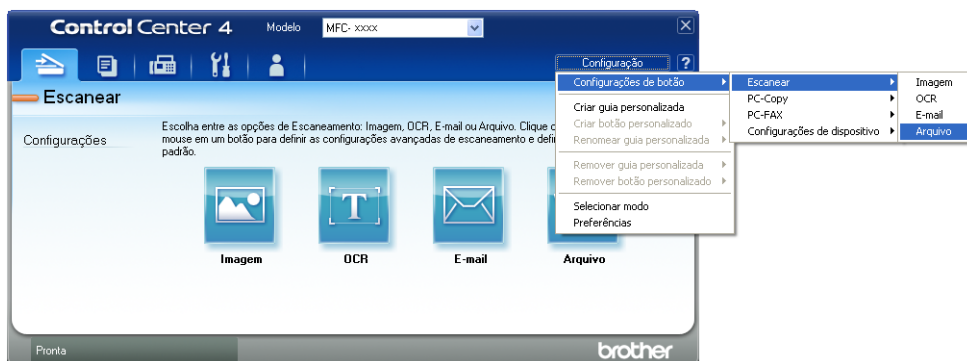 Control Center 4
Modelo
MFC- xxxx
Configuração
?
Escanear
Configurações
Escolha entre as opções de Escaneamento: Imagem, OCR, E-mail ou Arquivo. Clique
mouse em um botão para definir as configurações avançadas de escaneamento e
padrão.
Imagem
OCR
E-mail
Arquivo
Configurações de botão
Criar guia personalizada
Criar botão personalizado
Renomear guia personalizada
Remover guia personalizada
Remover botão personalizado
Selecionar modo
Preferências
Escanear
PC-Copy
PC-FAX
Configurações de dispositivo
Imagem
OCR
E-mail
Arquivo
Pronta
brother